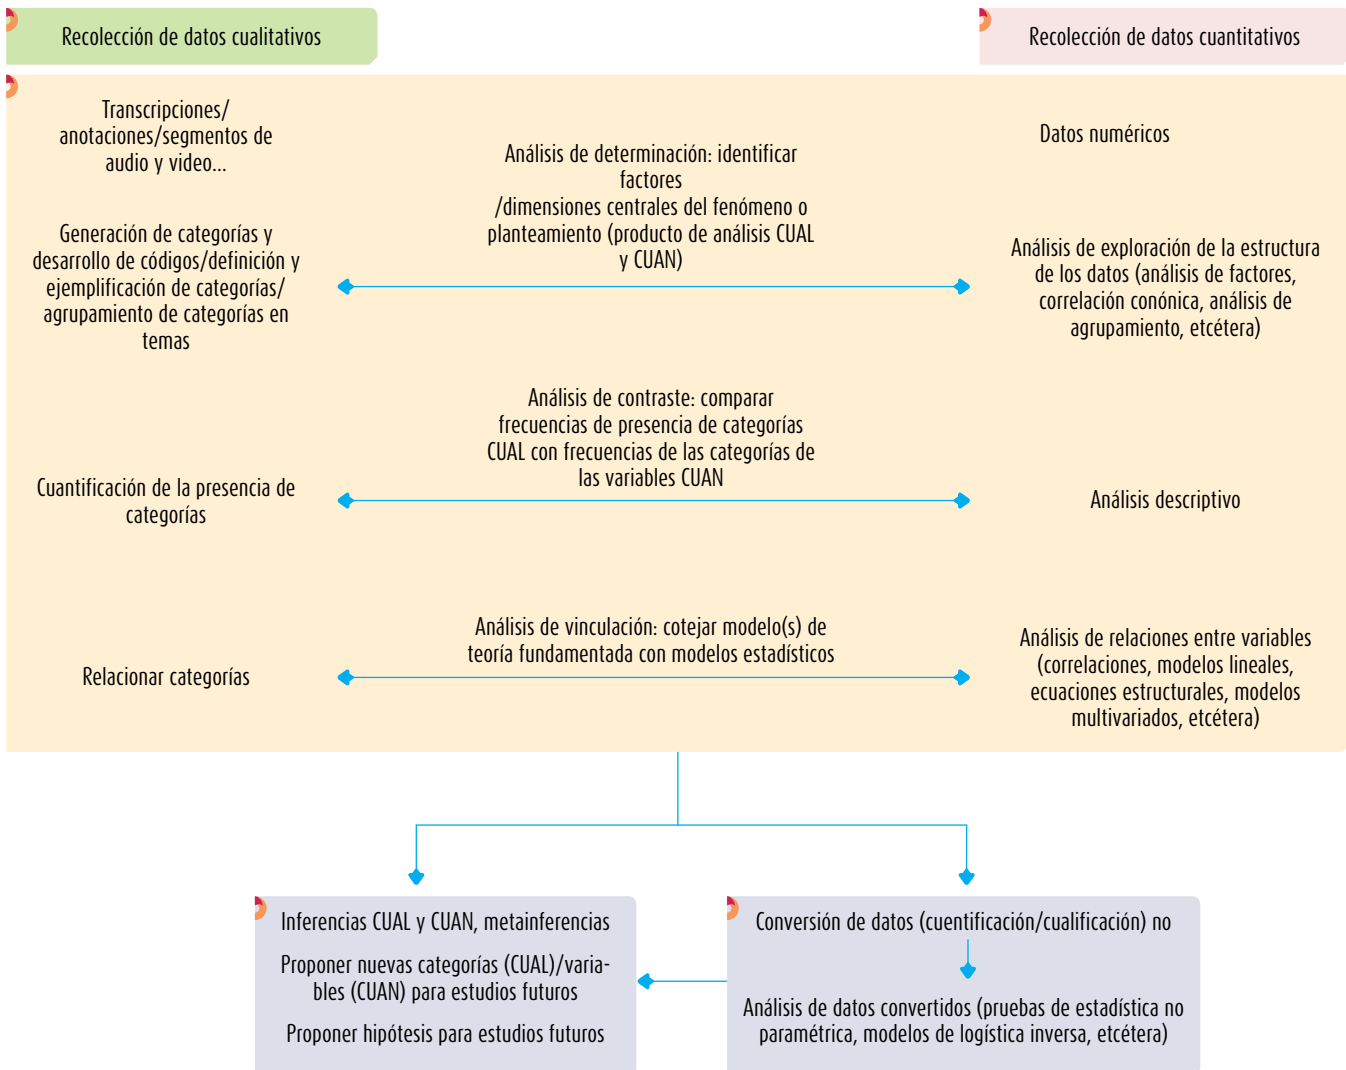 Recolección de datos cualitativos
Recolección de datos cuantitativos
Transcripciones/
anotaciones/segmentos de
audio y video...
Datos numéricos
Análisis de determinación: identificar
factores
/dimensiones centrales del fenómeno o
planteamiento (producto de análisis CUAL
y CUAN)
Generación de categorías y
desarrollo de códigos/definición y
ejemplificación de categorías/
agrupamiento de categorías en
temas
Análisis de exploración de la estructura
de los datos (análisis de factores,
correlación conónica, análisis de
agrupamiento, etcétera)
Análisis de contraste: comparar
frecuencias de presencia de categorías
CUAL con frecuencias de las categorías de
las variables CUAN
Cuantificación de la presencia de
categorías
Análisis descriptivo
Análisis de vinculación: cotejar modelo(s) de
teoría fundamentada con modelos estadísticos
Relacionar categorías
Análisis de relaciones entre variables
(correlaciones, modelos lineales,
ecuaciones estructurales, modelos
multivariados, etcétera)
Inferencias CUAL y CUAN, metainferencias
Proponer nuevas categorías (CUAL)/varia-
bles (CUAN) para estudios futuros
Proponer hipótesis para estudios futuros
Conversión de datos (cuentificación/cualificación) no
Análisis de datos convertidos (pruebas de estadística no
paramétrica, modelos de logística inversa, etcétera)